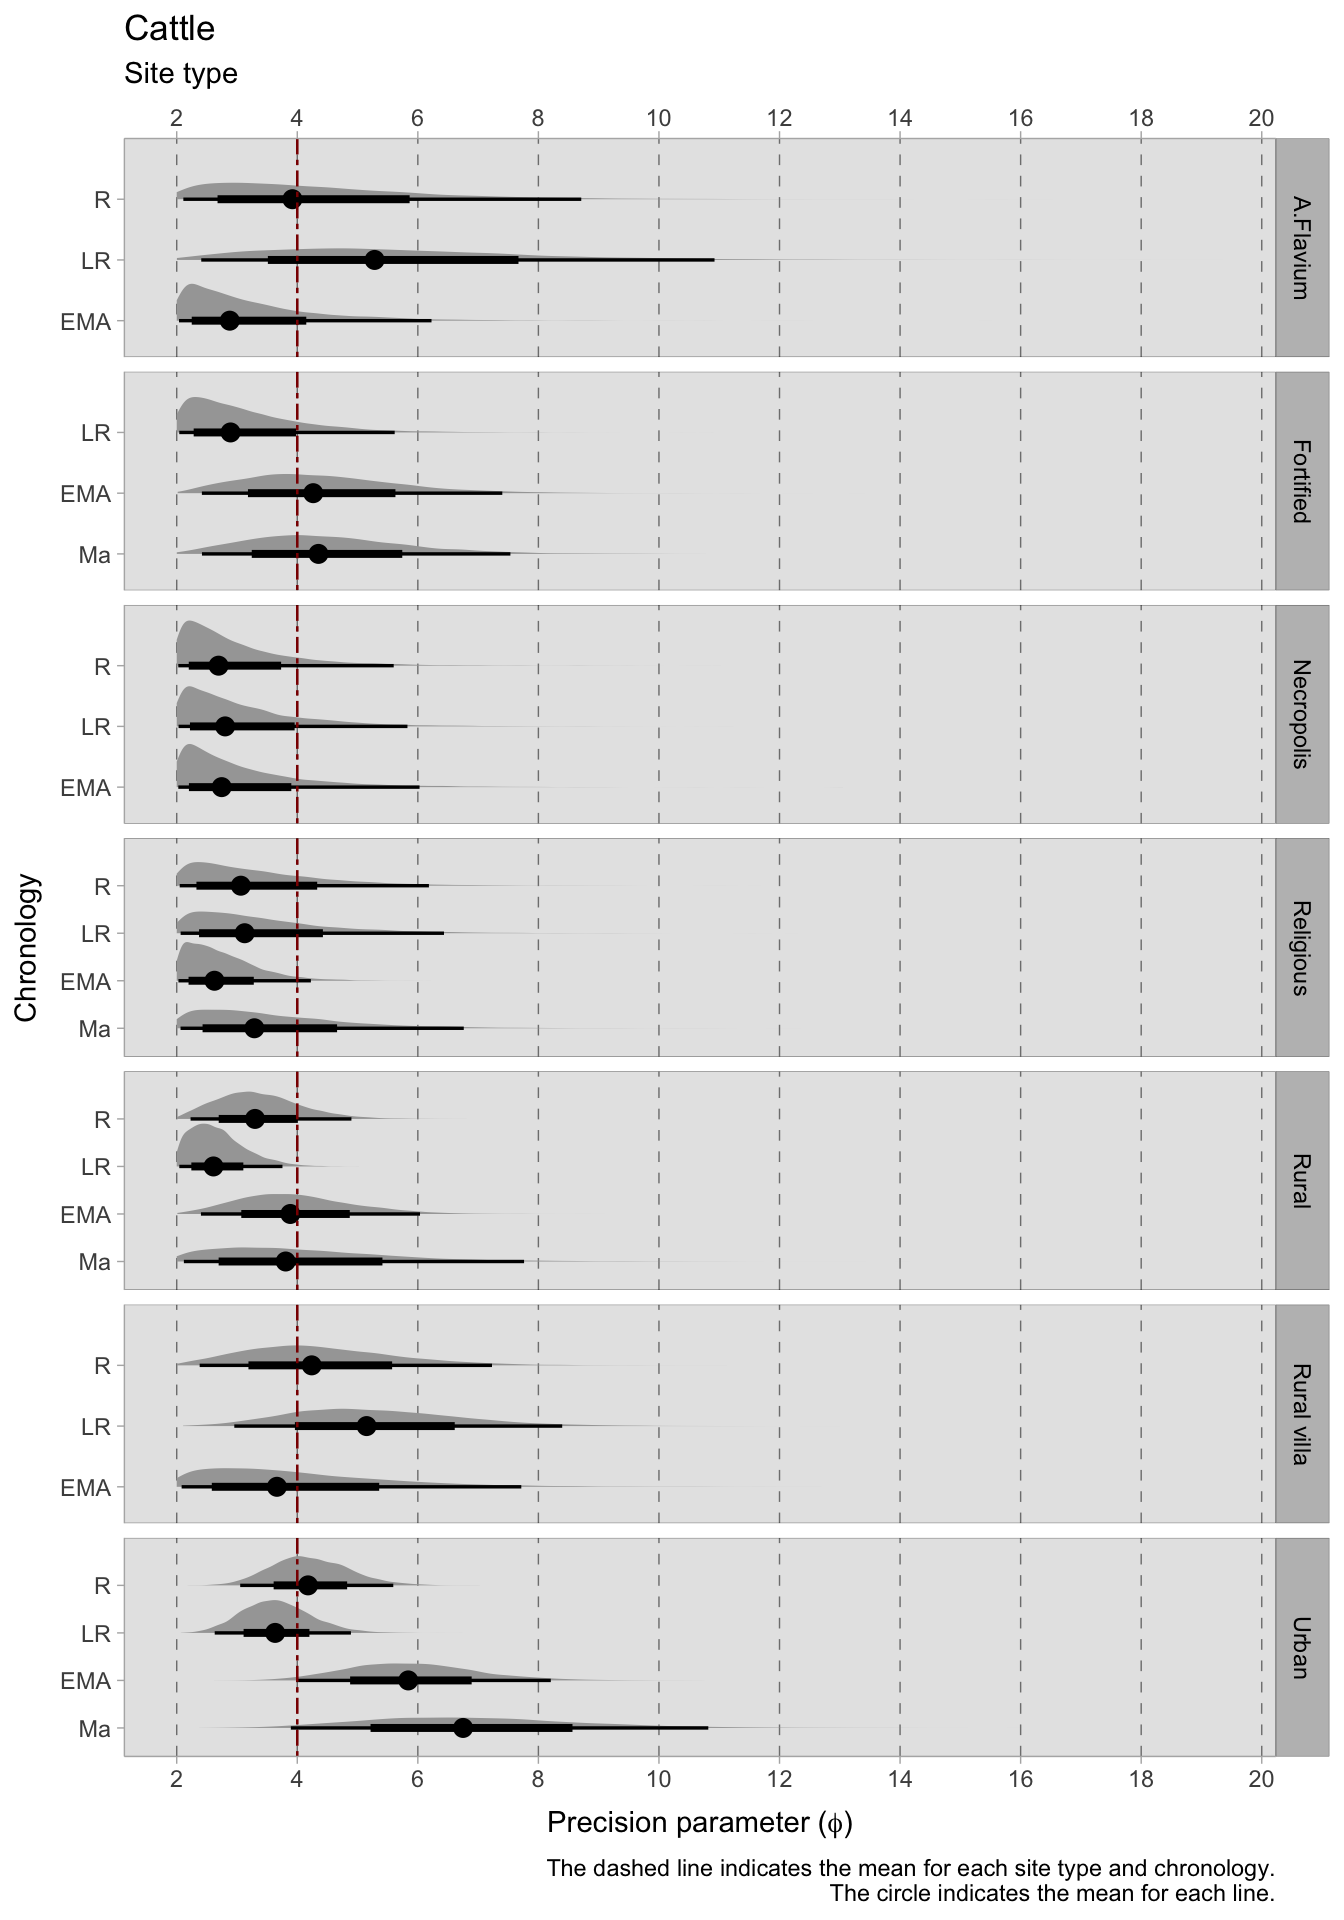 Cattle
Site type
2 4 6 8 10 12 14 16 18 20
R
LR
EMA
A.Flavium
LR
EMA
Ma
Fortified
R
LR
EMA
Necropolis
R
LR
EMA
Ma
Religious
R
LR
EMA
Ma
Rural
R
LR
EMA
Rural villa
R
LR
EMA
Ma
Urban
Chronology
2 4 6 8 10 12 14 16 18 20
Precision parameter (ϕ)
The dashed line indicates the mean for each site type and chronology.
The circle indicates the mean for each line.